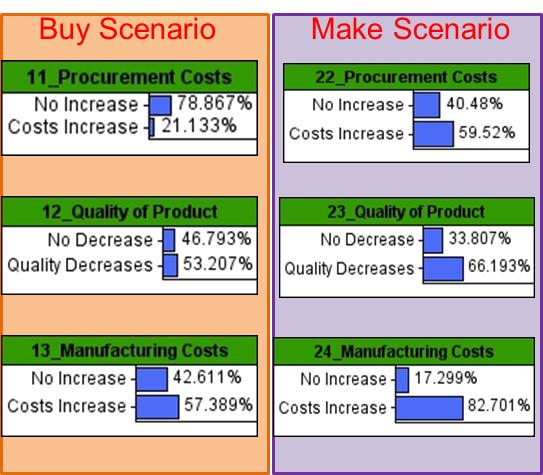 Buy Scenario
11_Procurement Costs
No Increase 78.867%
Costs Increase 21.133%
12_Quality of Product
No Decrease 46.793%
Quality Decreases 53.207%
13_Manufacturing Costs
No Increase 42.611%
Costs Increase 57.389%
Make Scenario
22_Procurement Costs
No Increase 40.48%
Costs Increase 59.52%
23_Quality of Product
No Decrease 33.807%
Quality Decreases 66.193%
24_Manufacturing Costs
No Increase 17.299%
Costs Increase 82.701%